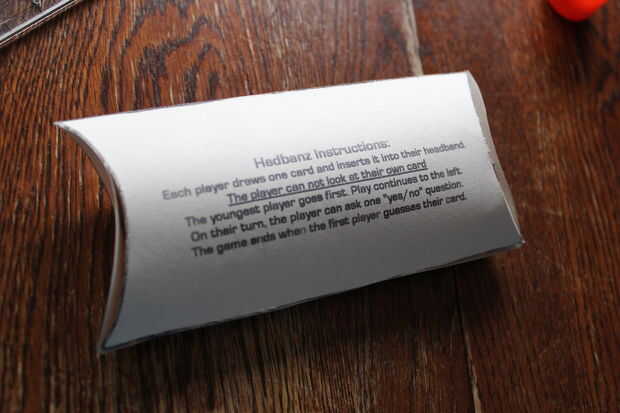 Hedbanz Instructions:
Each player draws one card and inserts it into their headband.
The player can not look at their own card
The youngest player goes first. Play continues to the left.
On their turn, the player can ask one "yes/no" question.
The game ends when the first player guesses their card.